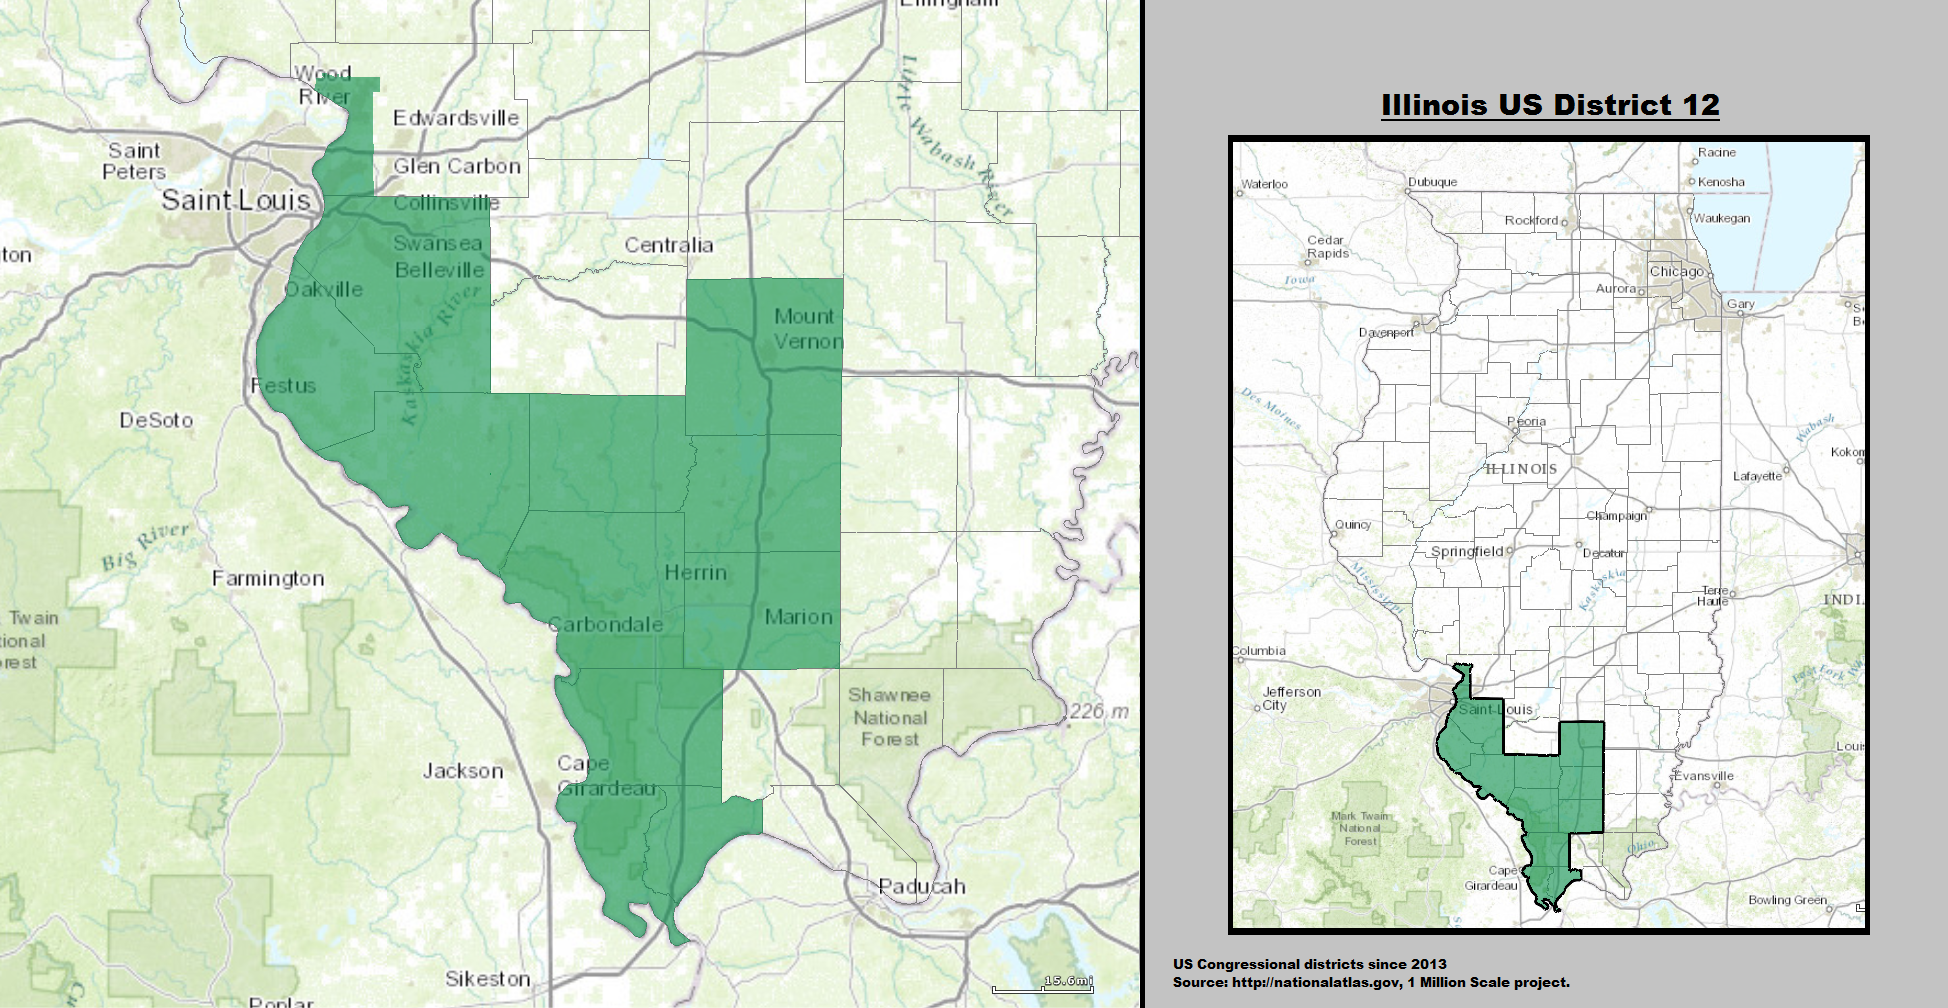 Effingham
Wood
River
Edwardsville
Saint
Peters
Glen Carbon
Saint Louis
Collinsville
Little Wabash River
Swansea
Belleville
Centralia
Oakville
Kaskaskia River
Mount
Vernon
Festus
DeSoto
Big River
Farmington
Herrin
Twain
Carbondale
Marion
Shawnee
National
Forest
226 m
Jackson
Cape
Girardeau
Paducah
Sikeston
Poplar
15.6mi
Illinois US District 12
Racine
Waterloo
Dubuque
Kenosha
Rockford
Waukegan
Cedar
Rapids
Chicago
Iowa
Aurora
Gary
Davenport
Des Moines
Peoria
Wabash
ILLINOIS
Kokom
Lafayette
Quincy
Champaign
Springfield
Decatur
Mississippi
Kaskaskia
Terre
Haute
INDI
Columbia
East Fork Wh
Jefferson
City
Saint Louis
Loui
Evansville
Mark Twain
National
Forest
Ohio
Cape
Girardeau
Bowling Green
US Congressional districts since 2013
Source: http://nationalatlas.gov, 1 Million Scale project.